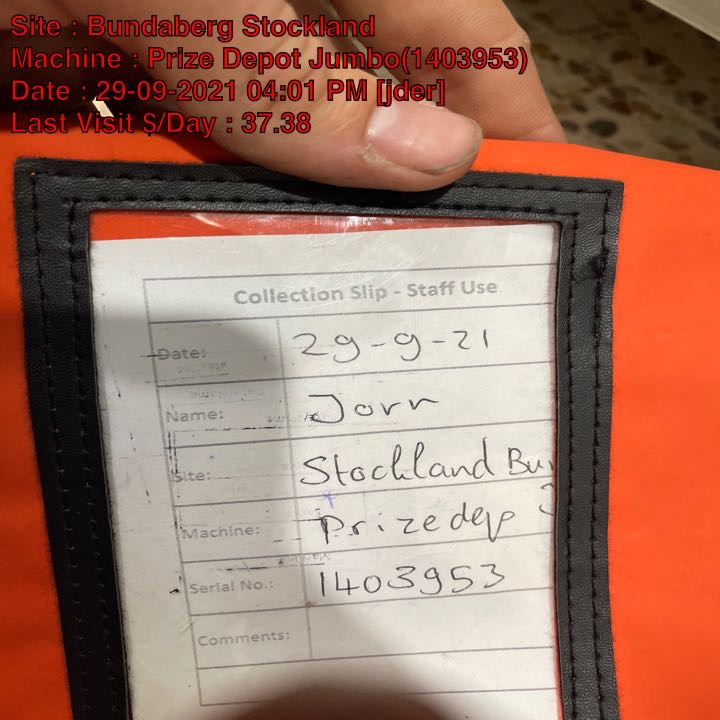 Site : Bundaberg Stockland
Machine : Prize Depot Jumbo(1403953)
Date : 29-09-2021 04:01 PM [jder]
Last Visit $/Day : 37.38
Collection Slip - Staff Use
Date: 29-9-21
Name: Jorn
Site: Stockland Bu
Machine: Prizedep
Serial No.: 1403953
Comments: